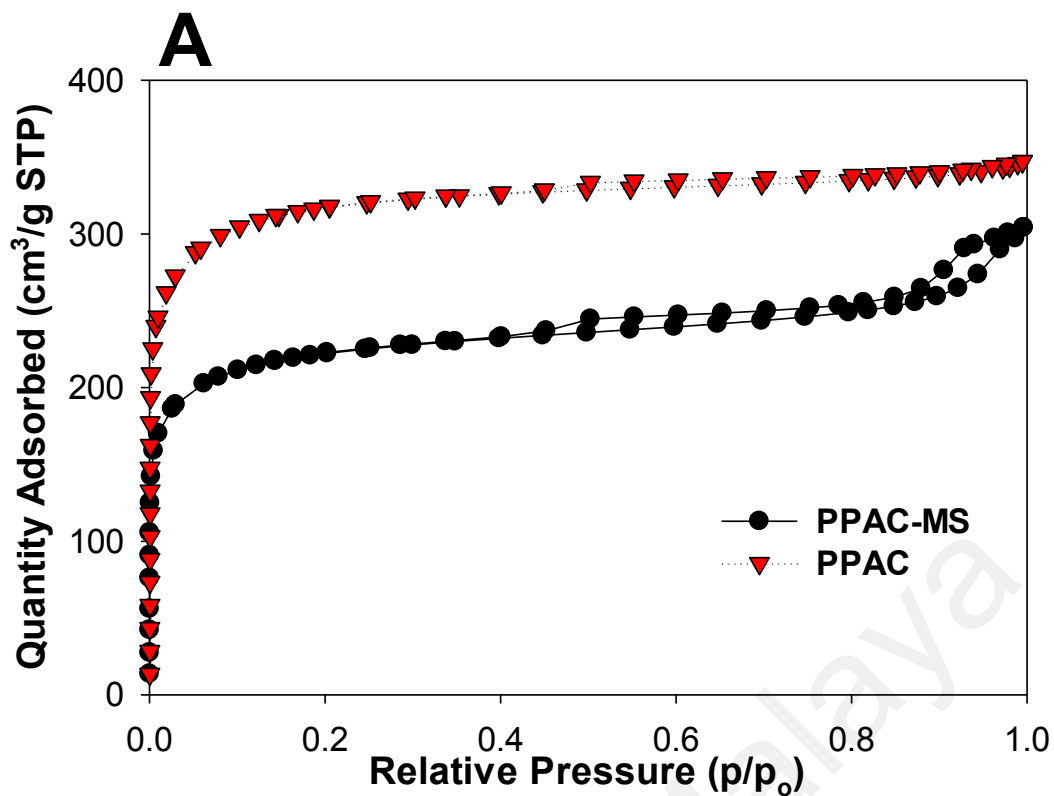 A
Quantity Adsorbed (cm³/g STP)
400
300
200
100
0
PPAC-MS
PPAC
0.0 0.2 0.4 0.6 0.8 1.0
Relative Pressure (p/pₒ)
alaya